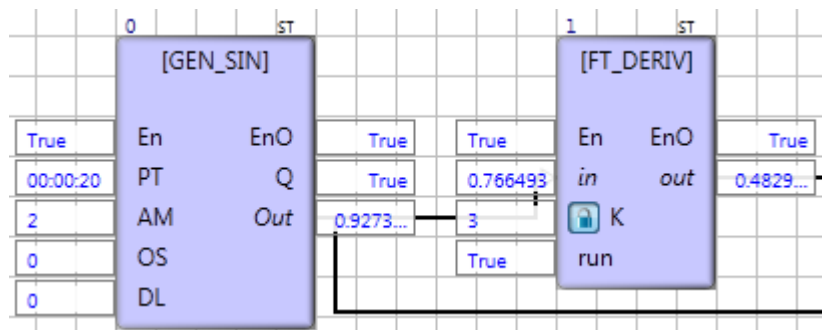 0 ST 1 ST
[GEN_SIN] [FT_DERIV]
True En EnO True True En EnO True
00:00:20 PT Q True 0.766493 in out 0.4829...
2 AM Out 0.9273... 3 K
0 OS True run
0 DL